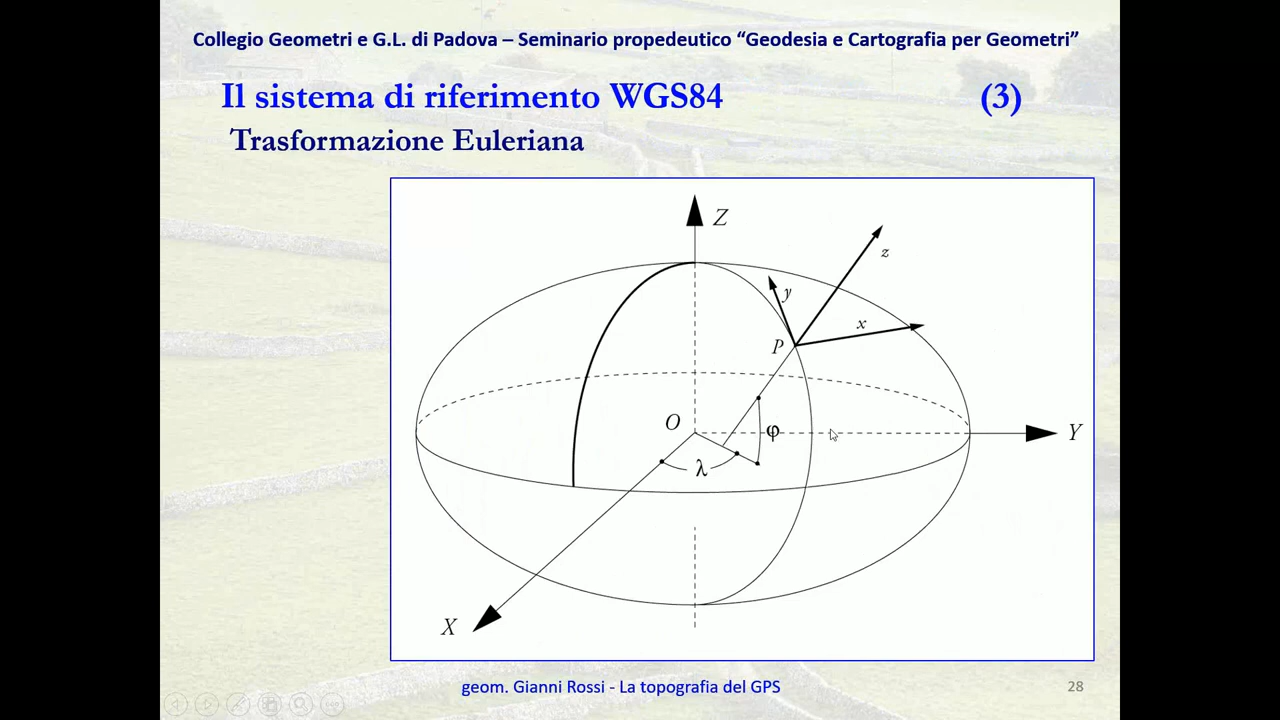 Collegio Geometri e G.L. di Padova – Seminario propedeutico “Geodesia e Cartografia per Geometri”
Il sistema di riferimento WGS84 (3)
Trasformazione Euleriana
Z
z
y
x
P
O
φ
Y
λ
X
geom. Gianni Rossi - La topografia del GPS
28